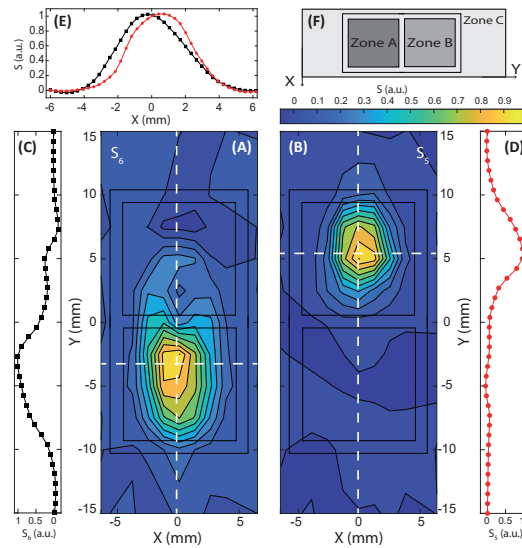 (E)
S (a.u.)
1
0.8
0.6
0.4
0.2
0
-6 -4 -2 0 2 4 6
X (mm)
(F)
Zone C
Zone A Zone B
X Y
S (a.u.)
0 0.1 0.2 0.3 0.4 0.5 0.6 0.7 0.8 0.9
(C) S6 (A) (B) S5 (D)
15 15
10 10
5 5
0 0
-5 -5
-10 -10
-15 -15
Y (mm) Y (mm)
1 0.5 0 -5 0 5 -5 0 5 0 0.5 1
S6 (a.u.) X (mm) X (mm) S5 (a.u.)